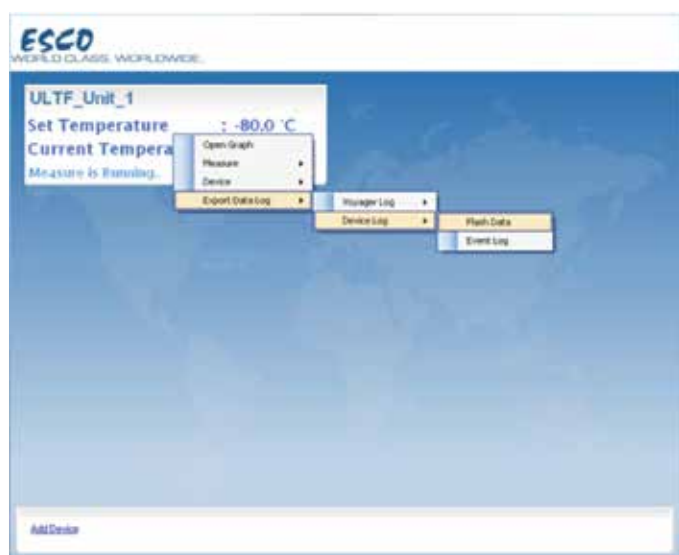 ESCO
WORLD CLASS. WORLDWIDE.
ULTF_Unit_1
Set Temperature : -80.0 °C
Current Tempera
Measure is Running..
Open Graph
Measure
Device
Export Data Log
Voyager Log
Device Log
Flash Data
Event Log
Add Device